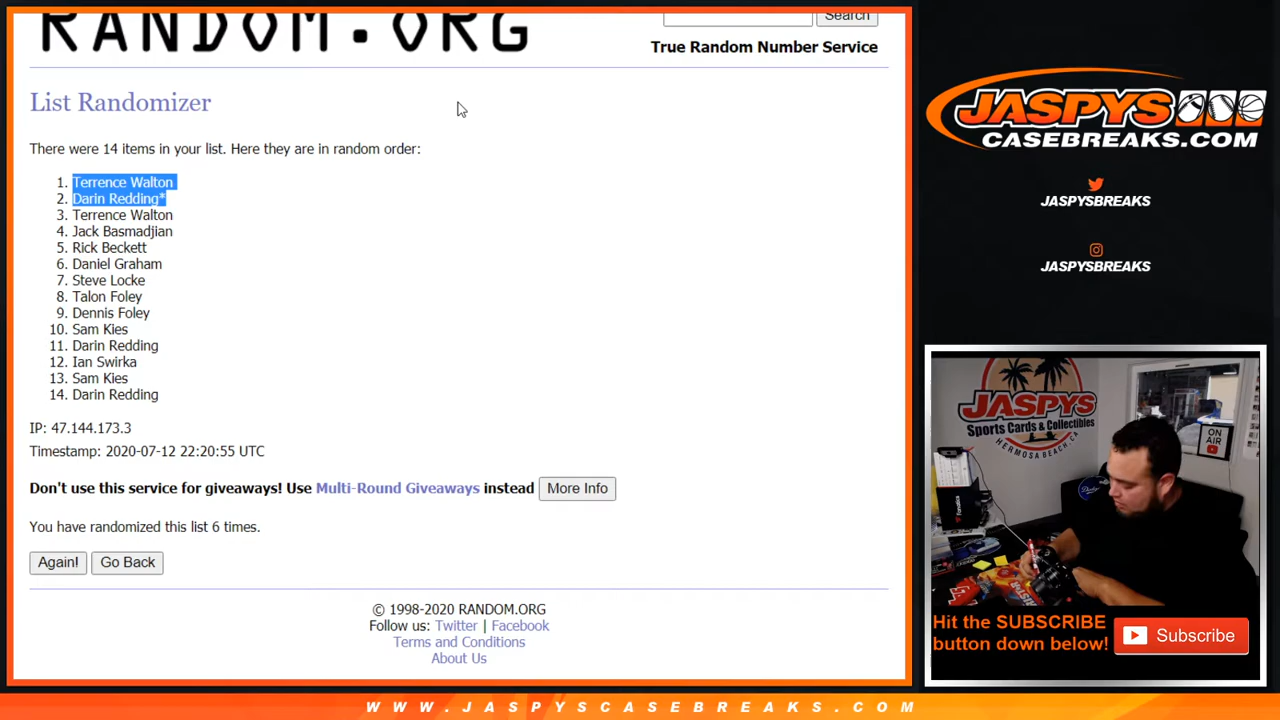 RANDOM.ORG
Search
True Random Number Service
List Randomizer
There were 14 items in your list. Here they are in random order:
1. Terrence Walton
2. Darin Redding*
3. Terrence Walton
4. Jack Basmadjian
5. Rick Beckett
6. Daniel Graham
7. Steve Locke
8. Talon Foley
9. Dennis Foley
10. Sam Kies
11. Darin Redding
12. Ian Swirka
13. Sam Kies
14. Darin Redding
IP: 47.144.173.3
Timestamp: 2020-07-12 22:20:55 UTC
Don't use this service for giveaways! Use Multi-Round Giveaways instead More Info
You have randomized this list 6 times.
Again! Go Back
© 1998-2020 RANDOM.ORG
Follow us: Twitter | Facebook
Terms and Conditions
About Us
JASPYS
CASEBREAKS.COM
JASPYSBREAKS
JASPYSBREAKS
JASPYS
Sports Cards & Collectibles
HERMOSA BEACH, CA
ON
AIR
Fanatics
Hit the SUBSCRIBE
button down below!
Subscribe
WWW.JASPYSCASEBREAKS.COM